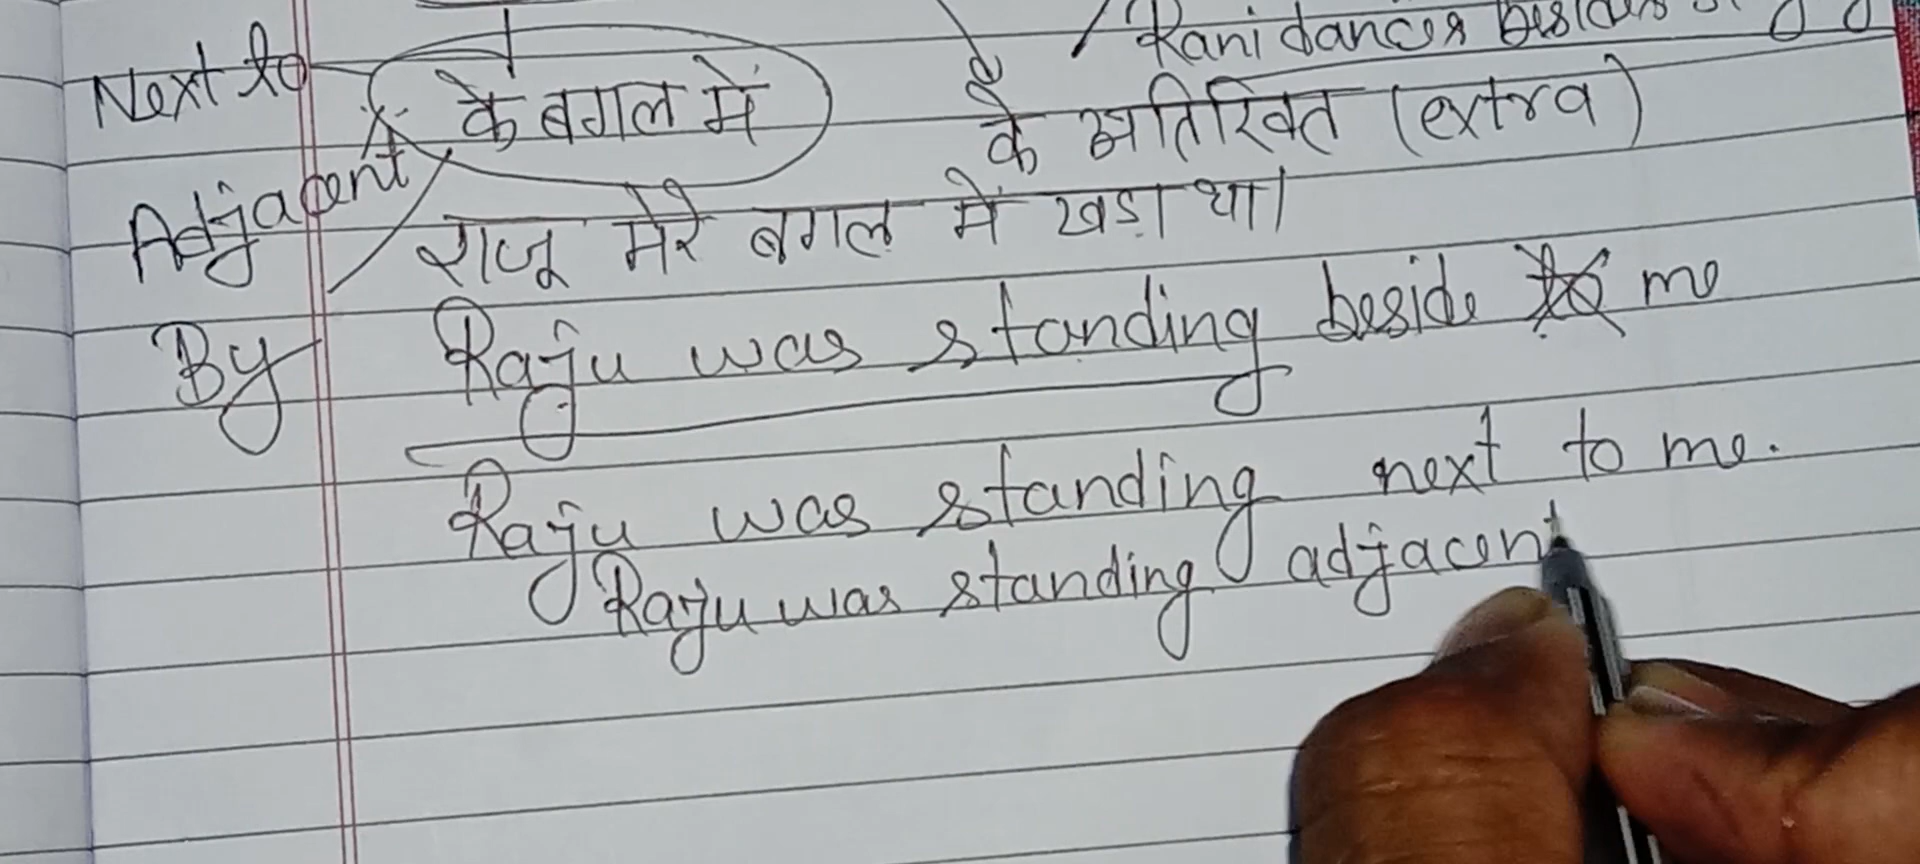 Rani dances
Next to के बगल में के अतिरिक्त (extra)
Adjacent राजू मेरे बगल में खड़ा था।
By Raju was standing beside me
Raju was standing next to me.
Raju was standing adjacent